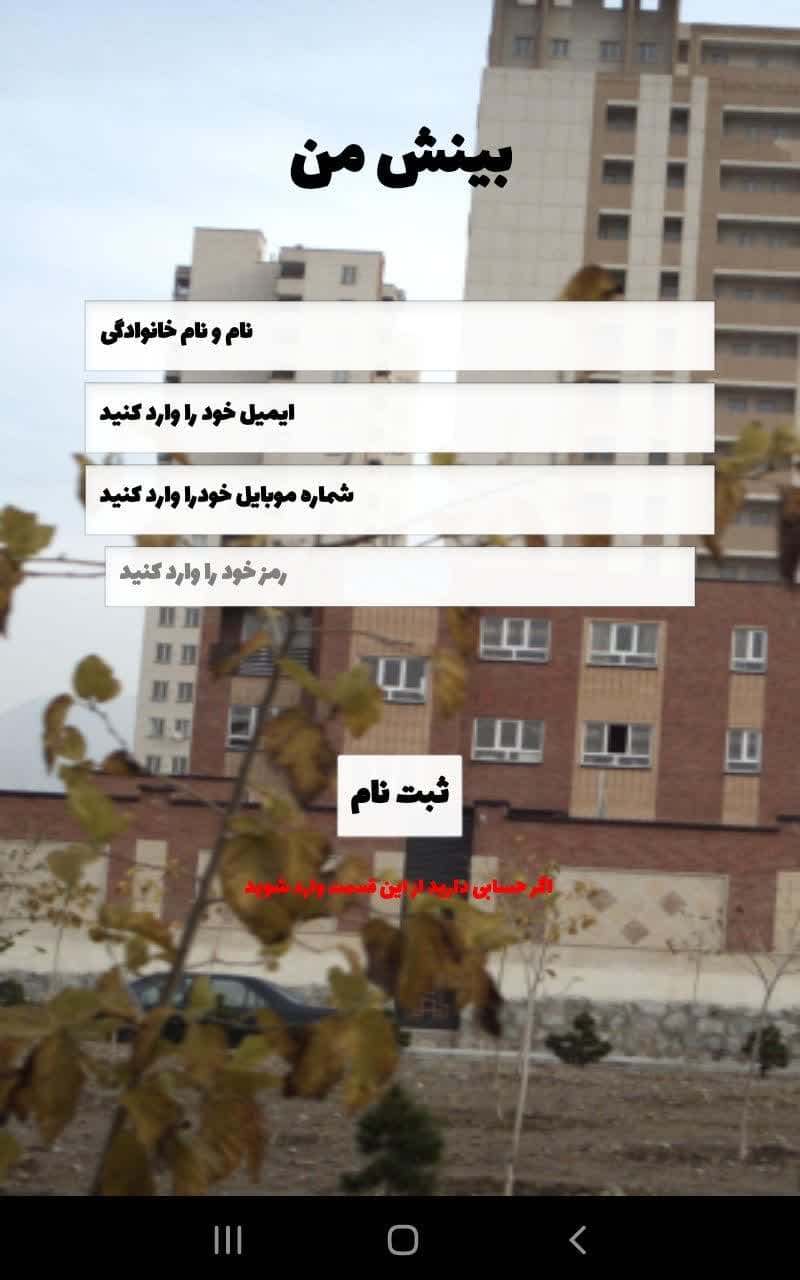 بینش من
نام و نام خانوادگی
ایمیل خود را وارد کنید
شماره موبایل خودرا وارد کنید
رمز خود را وارد کنید
ثبت نام
اگر حسابی دارید از این قسمت وارد شوید